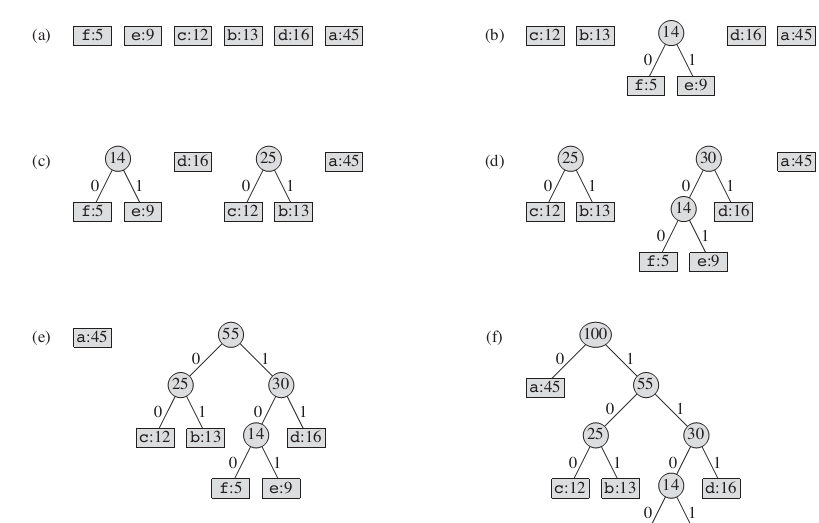 (a) f:5 e:9 c:12 b:13 d:16 a:45
(b) c:12 b:13 14 d:16 a:45
0 1
f:5 e:9
(c) 14 d:16 25 a:45
0 1 0 1
f:5 e:9 c:12 b:13
(d) 25 30 a:45
0 1 0 1
c:12 b:13 14 d:16
0 1
f:5 e:9
(e) a:45 55
0 1
25 30
0 1 0 1
c:12 b:13 14 d:16
0 1
f:5 e:9
(f) 100
0 1
a:45 55
0 1
25 30
0 1 0 1
c:12 b:13 14 d:16
0 1